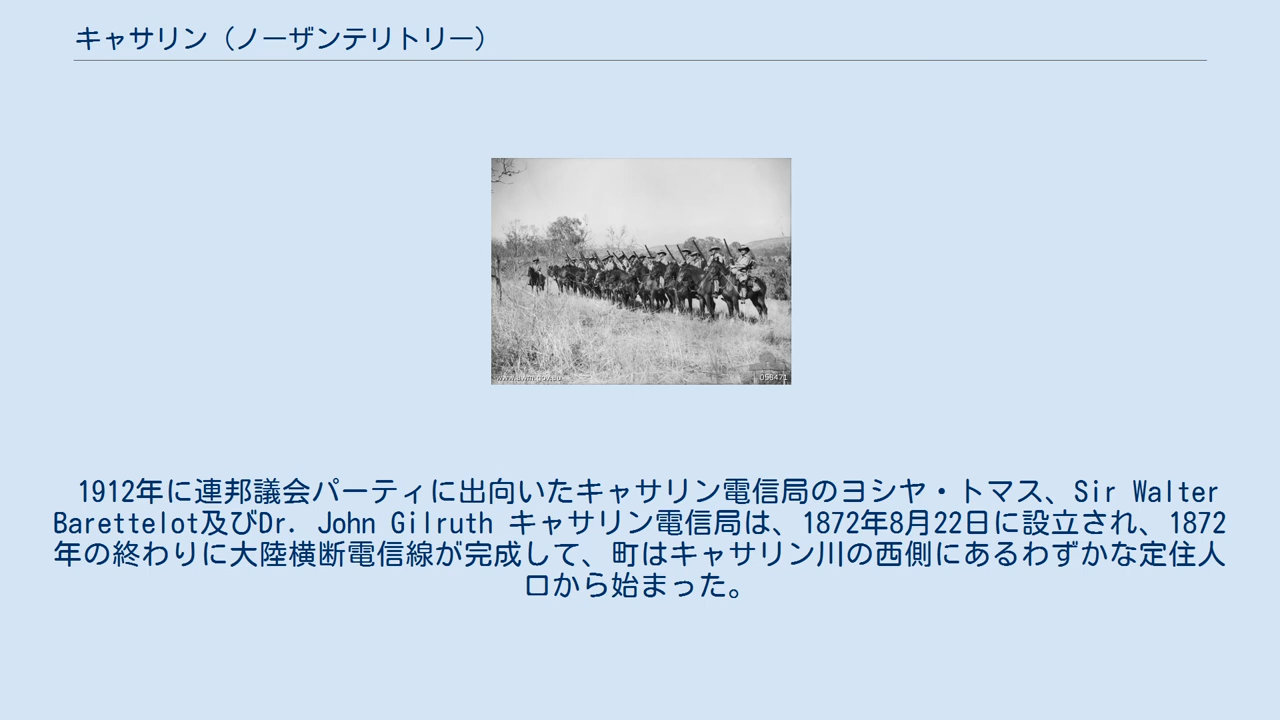 キャサリン（ノーザンテリトリー）
www.awm.gov.au
058471
1912年に連邦議会パーティに出向いたキャサリン電信局のヨシヤ・トマス、Sir Walter
Barettelot及びDr. John Gilruth キャサリン電信局は、1872年8月22日に設立され、1872
年の終わりに大陸横断電信線が完成して、町はキャサリン川の西側にあるわずかな定住人
口から始まった。